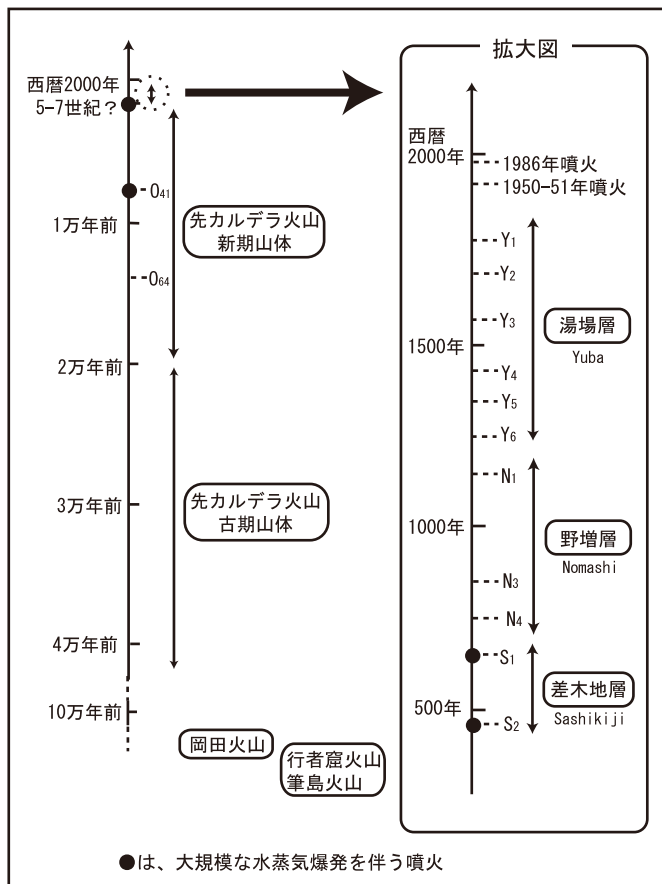 西暦2000年
5-7世紀？
O41
1万年前
先カルデラ火山
新期山体
O64
2万年前
3万年前
先カルデラ火山
古期山体
4万年前
10万年前
岡田火山
行者窟火山
筆島火山
拡大図
西暦
2000年
1986年噴火
1950-51年噴火
Y1
Y2
Y3
湯場層
Yuba
1500年
Y4
Y5
Y6
N1
1000年
野増層
Nomashi
N3
N4
S1
差木地層
Sashikiji
500年
S2
●は、大規模な水蒸気爆発を伴う噴火